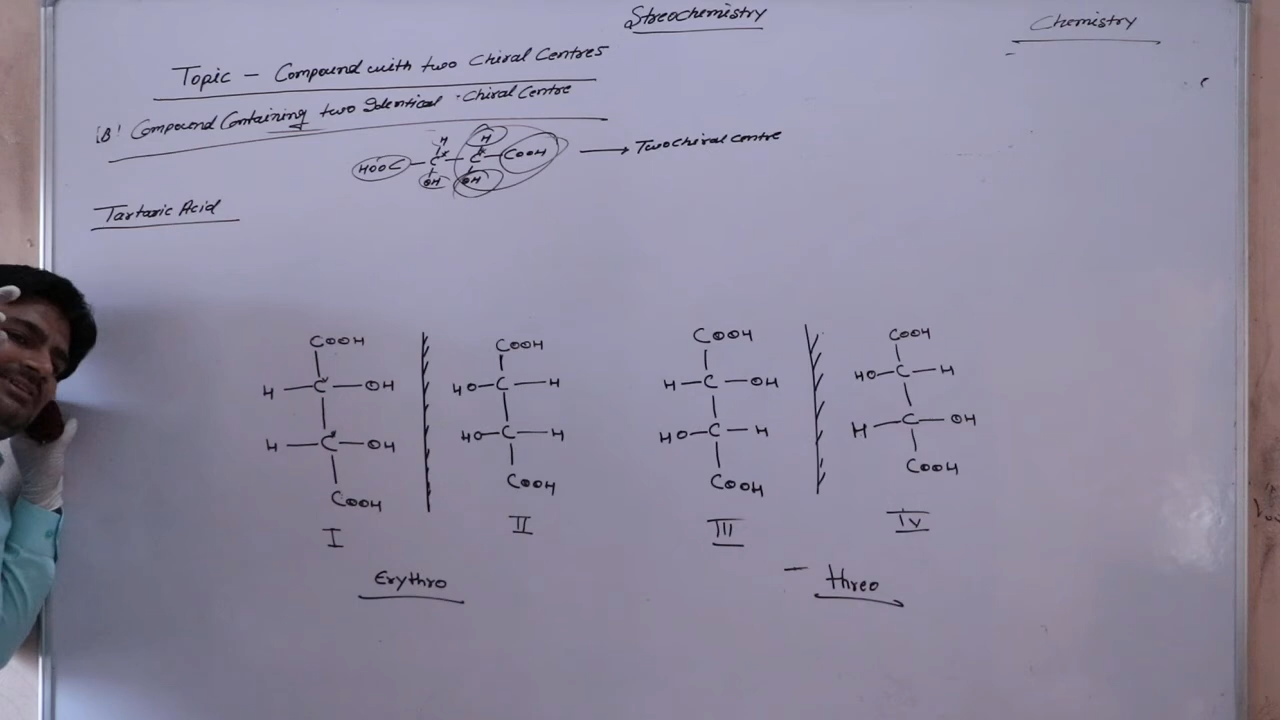 Streochemistry
Chemistry
Topic – Compound with two Chiral Centres
(B) Compound Containing two Identical Chiral Centre
H H
HOOC – C* – C* – COOH → Two chiral centre
OH OH
Tartaric Acid
COOH COOH COOH COOH
H – C* – OH HO – C – H H – C – OH HO – C – H
H – C* – OH HO – C – H HO – C – H H – C – OH
COOH COOH COOH COOH
I II III IV
Erythro – threo